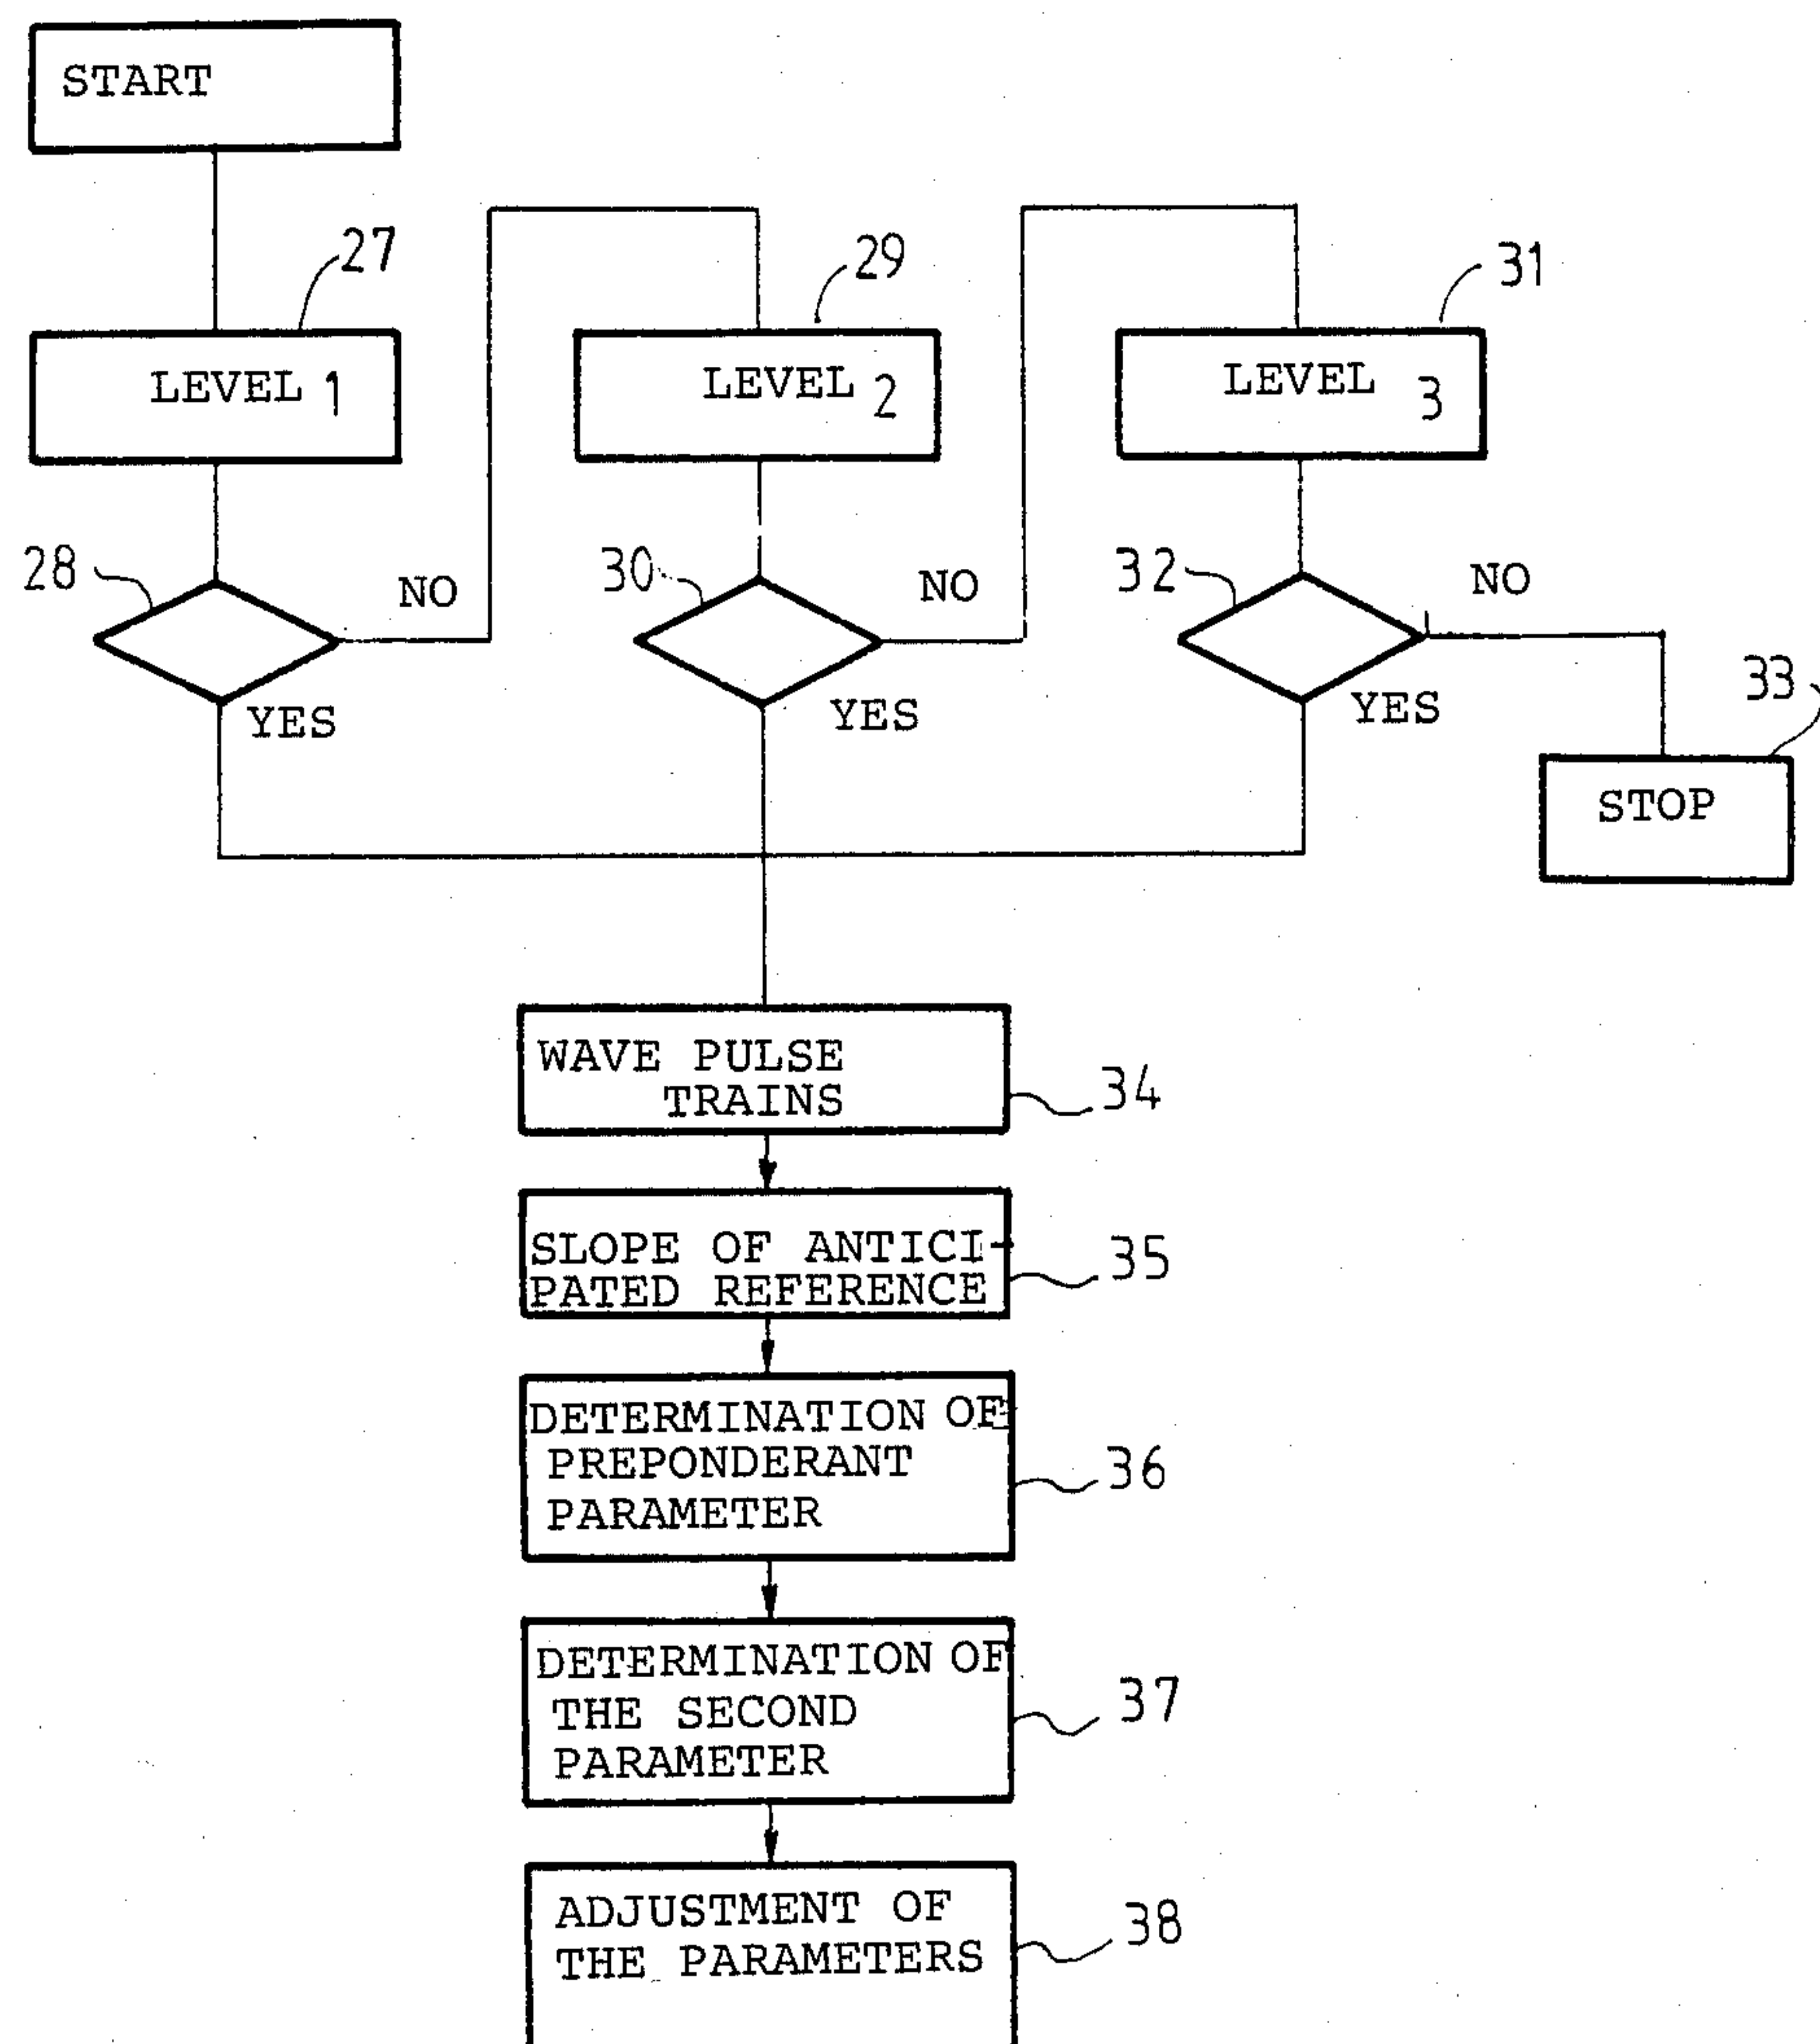 START
27
29
31
LEVEL 1
LEVEL 2
LEVEL 3
28
NO
30
NO
32
NO
YES
YES
YES
33
STOP
WAVE PULSE
TRAINS
34
SLOPE OF ANTICI-
PATED REFERENCE
35
DETERMINATION OF
PREPONDERANT
PARAMETER
36
DETERMINATION OF
THE SECOND
PARAMETER
37
ADJUSTMENT OF
THE PARAMETERS
38